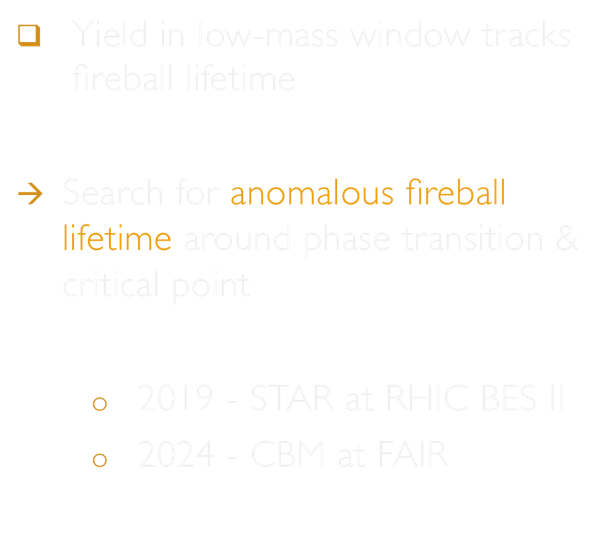 ❑ Yield in low-mass window tracks
fireball lifetime
→ Search for anomalous fireball
lifetime around phase transition &
critical point
o 2019 - STAR at RHIC BES II
o 2024 - CBM at FAIR